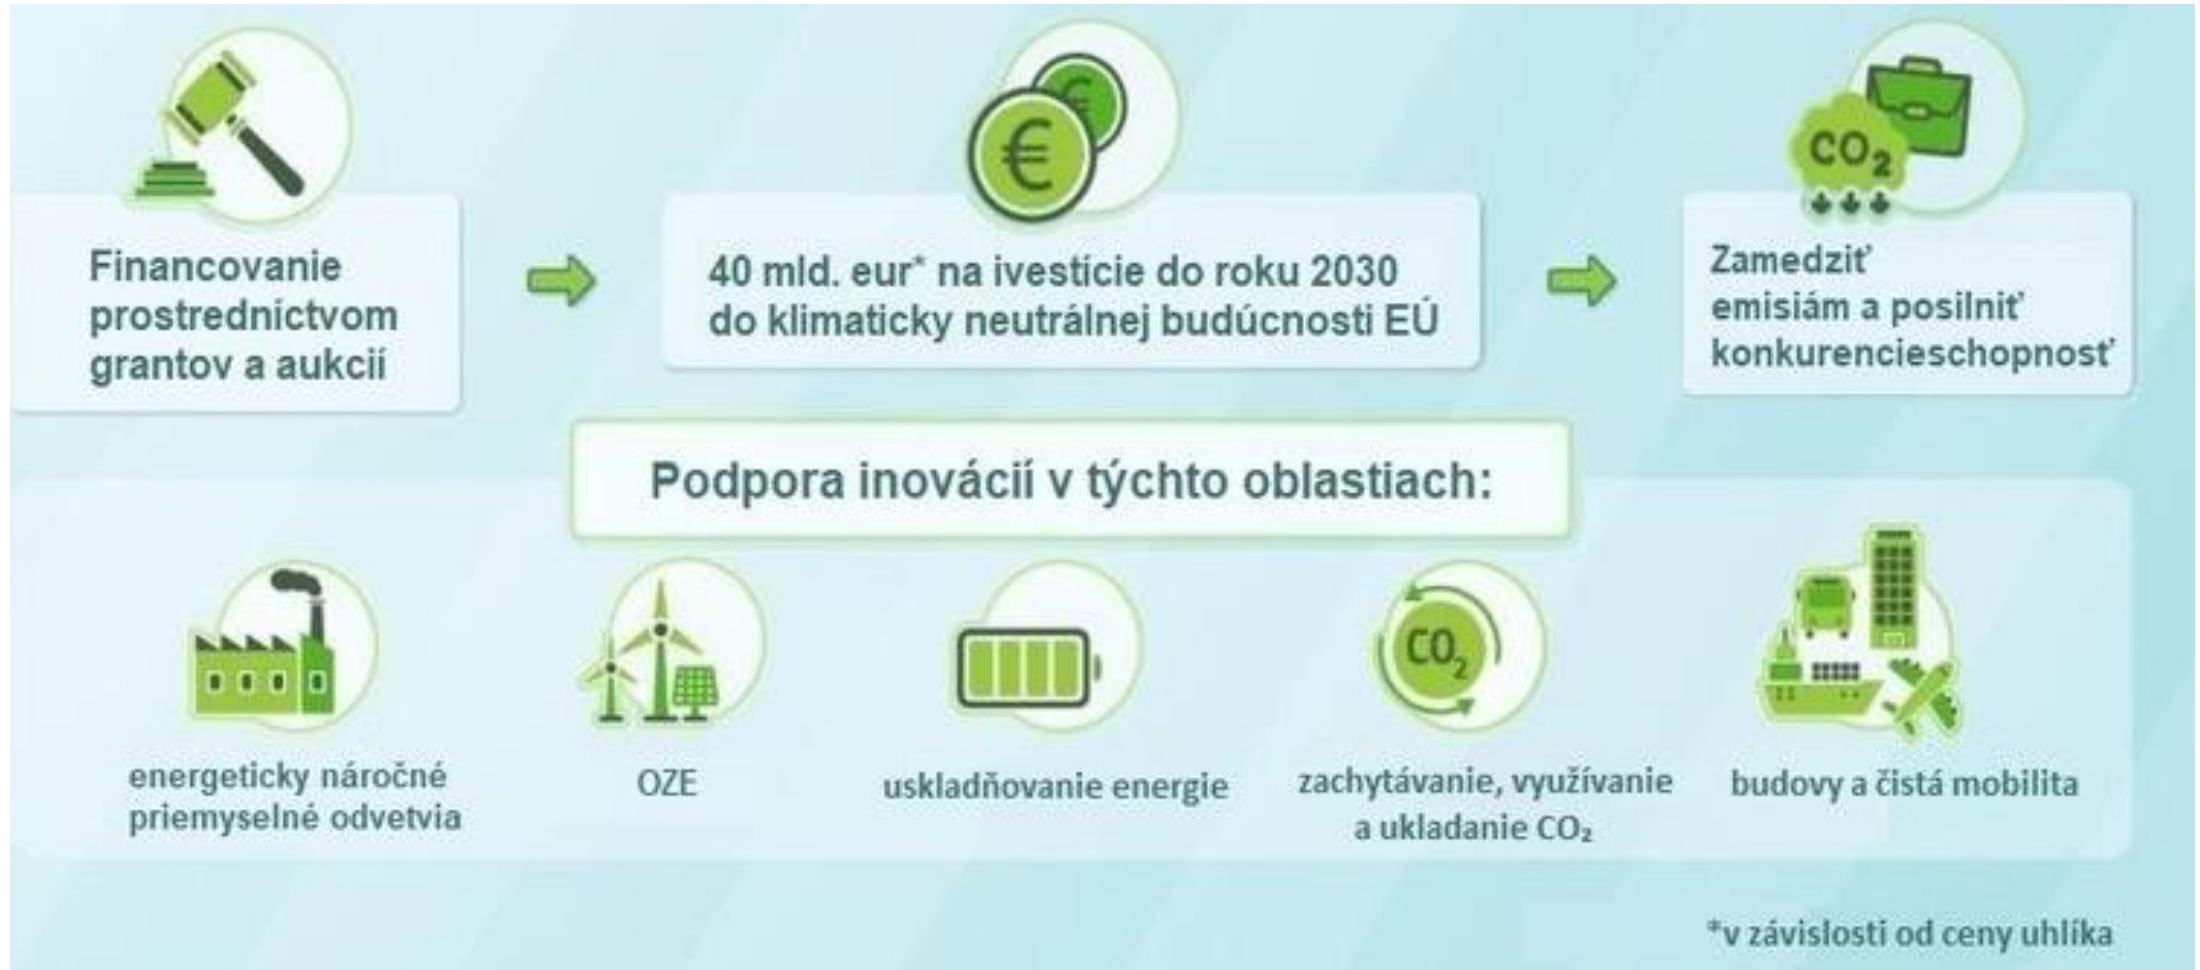 Financovanie
prostredníctvom
grantov a aukcií
40 mld. eur* na ivestície do roku 2030
do klimaticky neutrálnej budúcnosti EÚ
CO₂
Zamedziť
emisiám a posilniť
konkurencieschopnosť
Podpora inovácií v týchto oblastiach:
energeticky náročné
priemyselné odvetvia
OZE
uskladňovanie energie
CO₂
zachytávanie, využívanie
a ukladanie CO₂
budovy a čistá mobilita
*v závislosti od ceny uhlíka